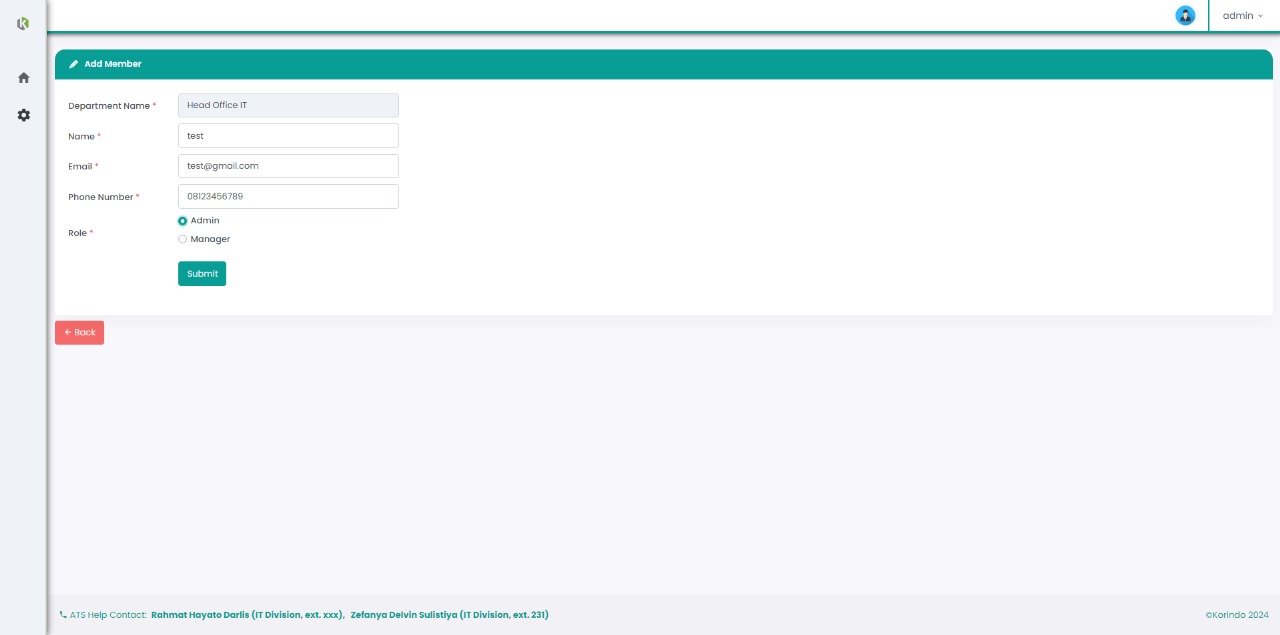 admin
Add Member
Department Name * Head Office IT
Name * test
Email * test@gmail.com
Phone Number * 08123456789
Admin
Role *
Manager
Submit
← Back
ATS Help Contact: Rahmat Hayato Darlis (IT Division, ext. xxx), Zefanya Delvin Sulistiya (IT Division, ext. 231)
©Korindo 2024